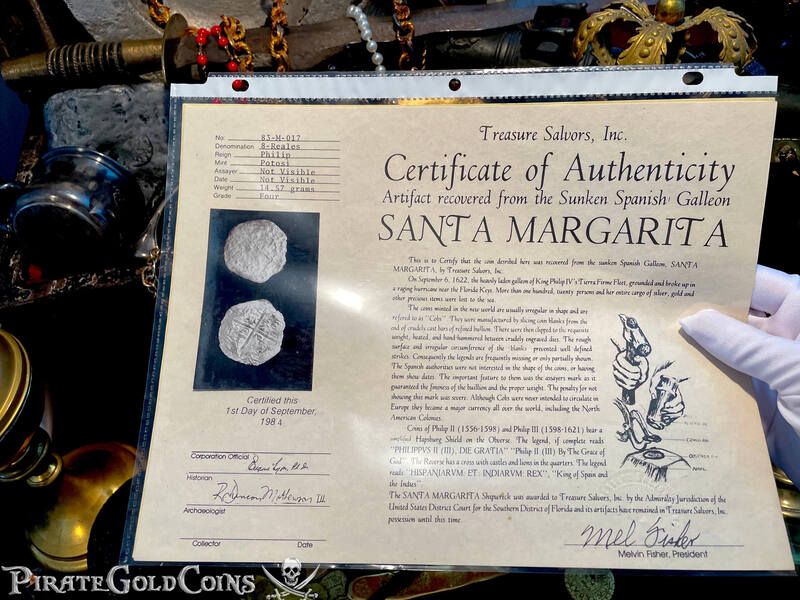 No. 83-M-017
Denomination 8-Reales
Reign Philip
Mint Potosi
Assayer Not Visible
Date Not Visible
Weight 14.57 grams
Grade Four
Certified this
1st Day of September,
1984
Corporation Official
Historian
R. Duncan Mathewson III
Archaeologist
Collector Date
Treasure Salvors, Inc.
Certificate of Authenticity
Artifact recovered from the Sunken Spanish Galleon
SANTA MARGARITA
This is to Certify that the coin desribed here was recovered from the sunken Spanish Galleon, SANTA
MARGARITA, by Treasure Salvors, Inc.
On September 6, 1622, the heavily laden galleon of King Philip IV's Tierra Firme Fleet, grounded and broke up in
a raging hurricane near the Florida Keys. More than one hundred, twenty persons and her entire cargo of silver, gold and
other precious items were lost to the sea.
The coins minted in the new world are usually irregular in shape and are
refered to as "Cobs". They were manufactured by slicing coin blanks from the
end of crudely cast bars of refined bullion. There were then clipped to the requisite
weight, heated, and hand-hammered between crudely engraved dies. The rough
surface and irregular circumference of the blanks prevented well defined
strikes. Consequently the legends are frequently missing or only partially shown.
The Spanish authorities were not interested in the shape of coins, or having
them show dates. The important feature to them was the assayers mark as it
guaranteed the fineness of the bullion and the proper weight. The penalty for not
showing this mark was severe. Although Cobs were never intended to circulate in
Europe they became a major currency all over the world, including the North
American Colonies.
Coins of Philip II (1556-1598) and Philip III (1598-1621) bear a
Hapsburg Shield on the Obverse. The legend, if complete reads
"PHILIPPVS II (III), DIE GRATIA" "Philip II (III) By The Grace of
God". The Reverse has a cross with castles and lions in the quarters. The legend
reads "HISPANIARVM ET INDIARVM REX", "King of Spain and
the Indies".
The SANTA MARGARITA Shipwreck was awarded to Treasure Salvors, Inc. by the Admiralty Jurisdiction of the
United States District Court for the Southern District of Florida and its artifacts have remained in Treasure Salvors, Inc.
possession until this time.
Mel Fisher
Melvin Fisher, President
PIRATEGOLDCOINS